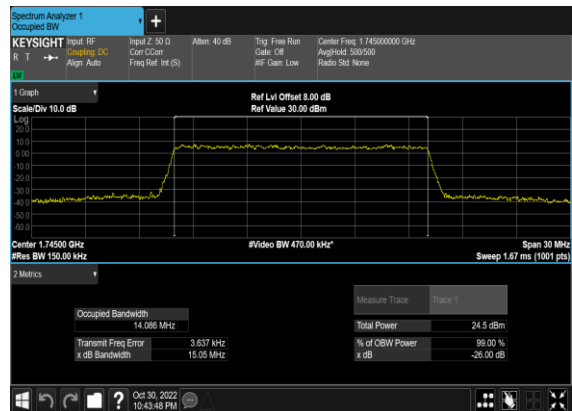 Spectrum Analyzer 1
Occupied BW
KEYSIGHT
R T
Input: RF
Coupling: DC
Align: Auto
Input Z: 50 Ω
Corr CCorr
Freq Ref: Int (S)
Atten: 40 dB
Trig: Free Run
Gate: Off
#IF Gain: Low
Center Freq: 1.745000000 GHz
Avg|Hold: 500/500
Radio Std: None
1 Graph
Scale/Div 10.0 dB
Ref Lvl Offset 8.00 dB
Ref Value 30.00 dBm
Log
20.0
10.0
0.00
-10.0
-20.0
-30.0
-40.0
-50.0
-60.0
Center 1.74500 GHz
#Res BW 150.00 kHz
#Video BW 470.00 kHz*
Span 30 MHz
Sweep 1.67 ms (1001 pts)
2 Metrics
Measure Trace
Trace 1
Occupied Bandwidth
14.086 MHz
Total Power
24.5 dBm
Transmit Freq Error
3.637 kHz
% of OBW Power
99.00 %
x dB Bandwidth
15.05 MHz
x dB
-26.00 dB
?
Oct 30, 2022
10:43:48 PM